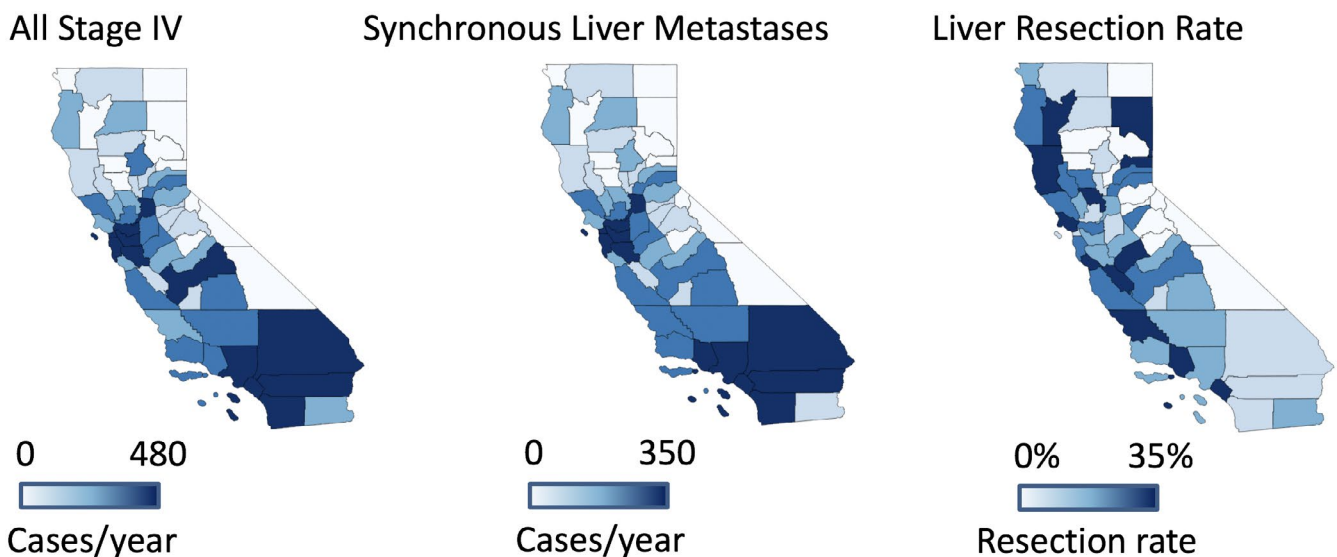 All Stage IV
Synchronous Liver Metastases
Liver Resection Rate
0 480
Cases/year
0 350
Cases/year
0% 35%
Resection rate